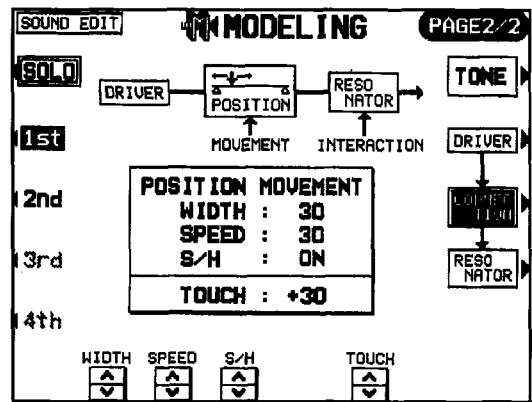 SOUND EDIT
MODELING
PAGE2/2
SOLO
1st
2nd
3rd
4th
DRIVER
POSITION
RESO
NATOR
MOVEMENT
INTERACTION
TONE
DRIVER
RESO
NATOR
POSITION MOVEMENT
WIDTH : 30
SPEED : 30
S/H : ON
TOUCH : +30
WIDTH SPEED S/H TOUCH